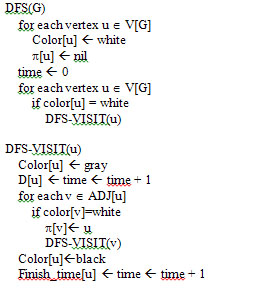 DFS(G)
for each vertex u ∈ V[G]
Color[u] ← white
π[u] ← nil
time ← 0
for each vertex u ∈ V[G]
if color[u] = white
DFS-VISIT(u)
DFS-VISIT(u)
Color[u] ← gray
D[u] ← time ← time + 1
for each v ∈ ADJ[u]
if color[v]=white
π[v]← u
DFS-VISIT(v)
Color[u]←black
Finish_time[u] ← time ← time + 1